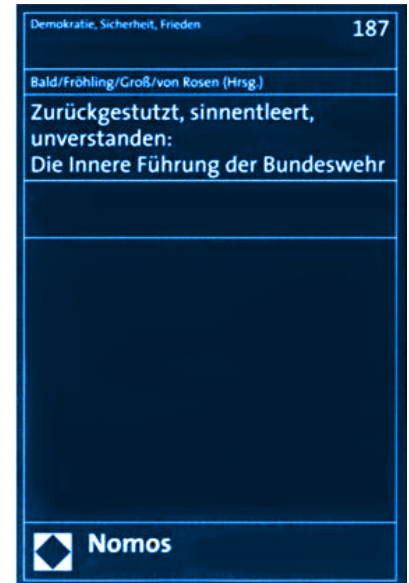 Demokratie, Sicherheit, Frieden 187
Bald/Fröhling/Groß/von Rosen (Hrsg.)
Zurückgestutzt, sinnentleert,
unverstanden:
Die Innere Führung der Bundeswehr
Nomos